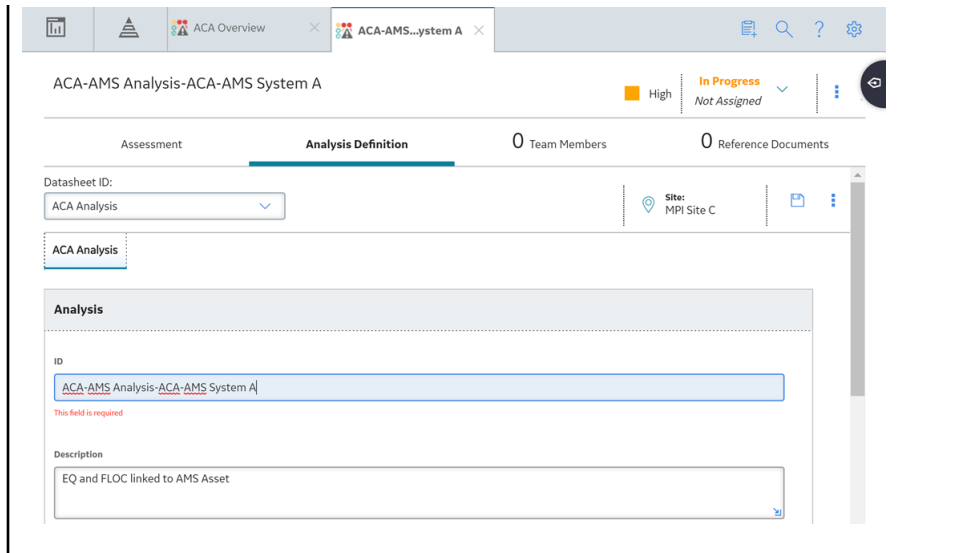 ACA Overview
ACA-AMS...ystem A
ACA-AMS Analysis-ACA-AMS System A
High
In Progress
Not Assigned
Assessment
Analysis Definition
0 Team Members
0 Reference Documents
Datasheet ID:
ACA Analysis
Site:
MPI Site C
ACA Analysis
Analysis
ID
ACA-AMS Analysis-ACA-AMS System A
This field is required
Description
EQ and FLOC linked to AMS Asset